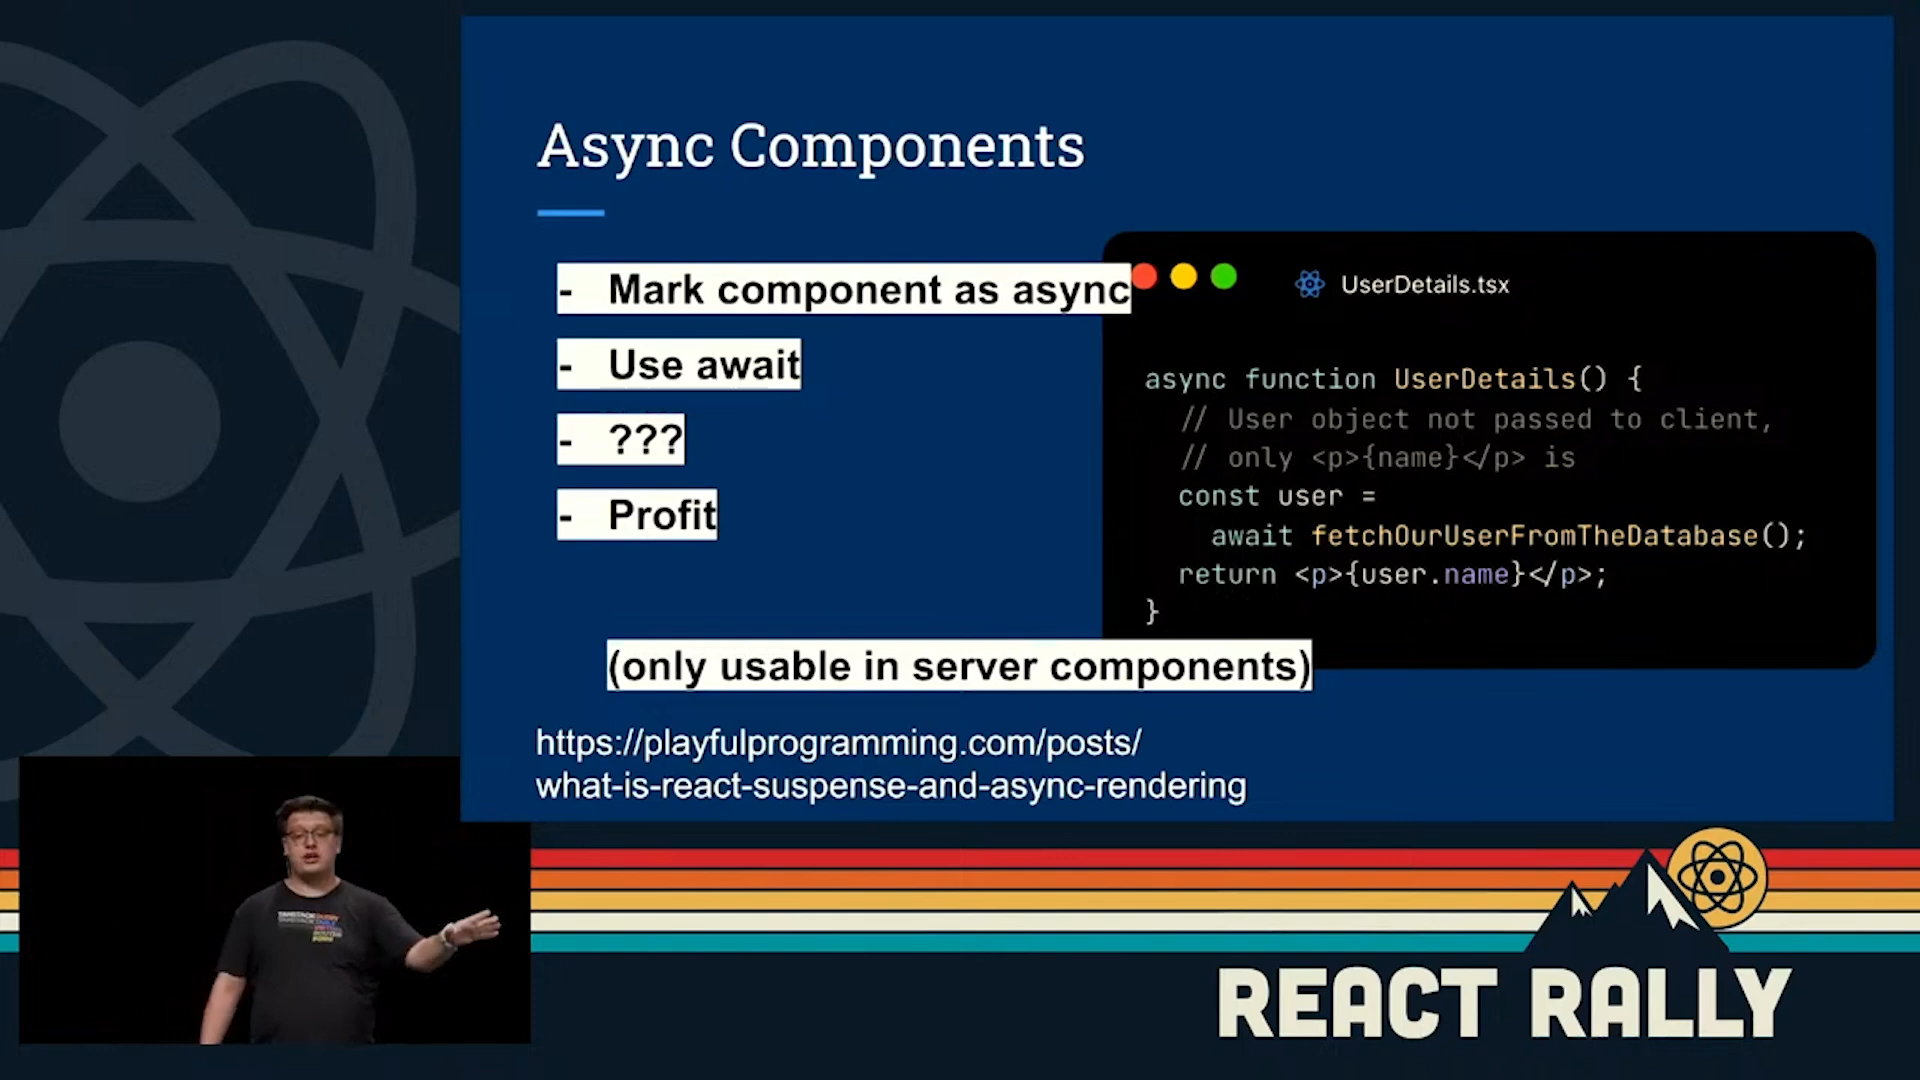 Async Components
- Mark component as async
- Use await
- ???
- Profit
(only usable in server components)
https://playfulprogramming.com/posts/
what-is-react-suspense-and-async-rendering
UserDetails.tsx
async function UserDetails() {
// User object not passed to client,
// only <p>{name}</p> is
const user =
await fetchOurUserFromTheDatabase();
return <p>{user.name}</p>;
}
REACT RALLY